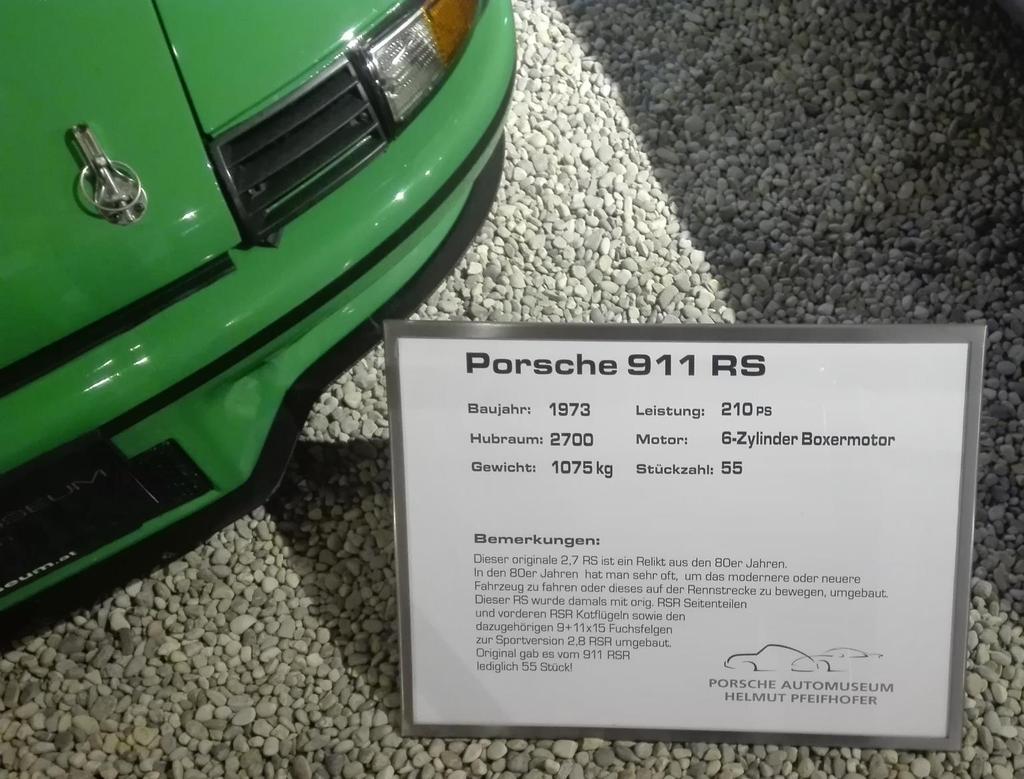 Porsche 911 RS
Baujahr: 1973 Leistung: 210 PS
Hubraum: 2700 Motor: 6-Zylinder Boxermotor
Gewicht: 1075 kg Stückzahl: 55
Bemerkungen:
Dieser originale 2,7 RS ist ein Relikt aus den 80er Jahren.
In den 80er Jahren hat man sehr oft, um das modernere oder neuere
Fahrzeug zu fahren oder dieses auf der Rennstrecke zu bewegen, umgebaut.
Dieser RS wurde damals mit orig. RSR Seitenteilen
und vorderen RSR Kotflügeln sowie den
dazugehörigen 9+11x15 Fuchsfelgen
zur Sportversion 2,8 RSR umgebaut.
Original gab es vom 911 RSR
lediglich 55 Stück!
PORSCHE AUTOMUSEUM
HELMUT PFEIFHOFER
SEUM
eum.at